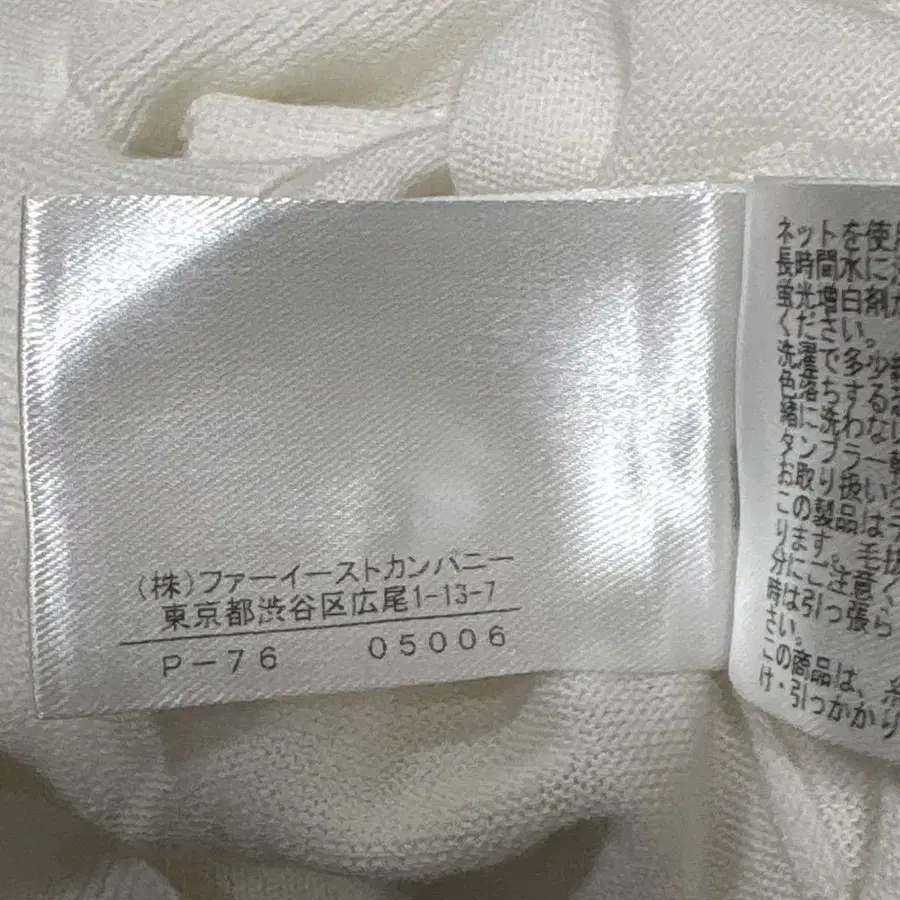 (株)ファーイーストカンパニー
東京都渋谷区広尾1-13-7
P-76 05006
ネットを使用
長時間水に
蛍光増白剤が
ください。
洗濯で多少
色落ちする
緒に洗わな
タンブラー乾
お取り扱い
この製品は
ります。毛抜
分にご注意く
時は引っ張ら
さい。
この商品は、糸
け・引っかかり